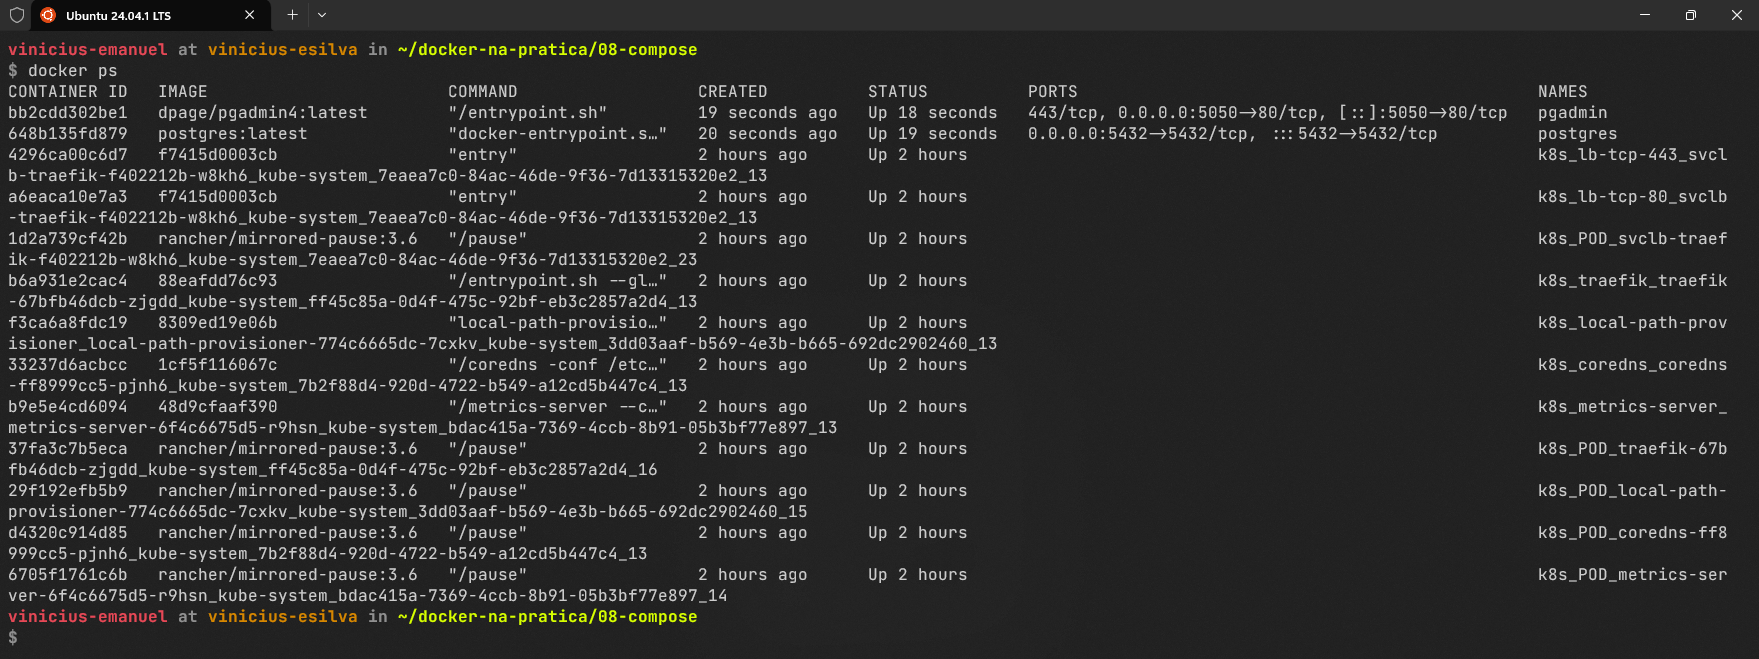 Ubuntu 24.04.1 LTS
vinicius-emanuel at vinicius-esilva in ~/docker-na-pratica/08-compose
$ docker ps
CONTAINER ID   IMAGE                        COMMAND                  CREATED          STATUS          PORTS                                              NAMES
bb2cdd302be1   dpage/pgadmin4:latest        "/entrypoint.sh"         19 seconds ago   Up 18 seconds   443/tcp, 0.0.0.0:5050->80/tcp, [::]:5050->80/tcp   pgadmin
648b135fd879   postgres:latest              "docker-entrypoint.s…"   20 seconds ago   Up 19 seconds   0.0.0.0:5432->5432/tcp, :::5432->5432/tcp          postgres
4296ca00c6d7   f7415d0003cb                 "entry"                  2 hours ago      Up 2 hours                                                         k8s_lb-tcp-443_svcl
b-traefik-f402212b-w8kh6_kube-system_7eaea7c0-84ac-46de-9f36-7d13315320e2_13
a6eaca10e7a3   f7415d0003cb                 "entry"                  2 hours ago      Up 2 hours                                                         k8s_lb-tcp-80_svclb
-traefik-f402212b-w8kh6_kube-system_7eaea7c0-84ac-46de-9f36-7d13315320e2_13
1d2a739cf42b   rancher/mirrored-pause:3.6   "/pause"                 2 hours ago      Up 2 hours                                                         k8s_POD_svclb-traef
ik-f402212b-w8kh6_kube-system_7eaea7c0-84ac-46de-9f36-7d13315320e2_23
b6a931e2cac4   88eafdd76c93                 "/entrypoint.sh --gl…"   2 hours ago      Up 2 hours                                                         k8s_traefik_traefik
-67bfb46dcb-zjgdd_kube-system_ff45c85a-0d4f-475c-92bf-eb3c2857a2d4_13
f3ca6a8fdc19   8309ed19e06b                 "local-path-provisio…"   2 hours ago      Up 2 hours                                                         k8s_local-path-prov
isioner_local-path-provisioner-774c6665dc-7cxkv_kube-system_3dd03aaf-b569-4e3b-b665-692dc2902460_13
33237d6acbcc   1cf5f116067c                 "/coredns -conf /etc…"   2 hours ago      Up 2 hours                                                         k8s_coredns_coredns
-ff8999cc5-pjnh6_kube-system_7b2f88d4-920d-4722-b549-a12cd5b447c4_13
b9e5e4cd6094   48d9cfaaf390                 "/metrics-server --c…"   2 hours ago      Up 2 hours                                                         k8s_metrics-server_
metrics-server-6f4c6675d5-r9hsn_kube-system_bdac415a-7369-4ccb-8b91-05b3bf77e897_13
37fa3c7b5eca   rancher/mirrored-pause:3.6   "/pause"                 2 hours ago      Up 2 hours                                                         k8s_POD_traefik-67b
fb46dcb-zjgdd_kube-system_ff45c85a-0d4f-475c-92bf-eb3c2857a2d4_16
29f192efb5b9   rancher/mirrored-pause:3.6   "/pause"                 2 hours ago      Up 2 hours                                                         k8s_POD_local-path-
provisioner-774c6665dc-7cxkv_kube-system_3dd03aaf-b569-4e3b-b665-692dc2902460_15
d4320c914d85   rancher/mirrored-pause:3.6   "/pause"                 2 hours ago      Up 2 hours                                                         k8s_POD_coredns-ff8
999cc5-pjnh6_kube-system_7b2f88d4-920d-4722-b549-a12cd5b447c4_13
6705f1761c6b   rancher/mirrored-pause:3.6   "/pause"                 2 hours ago      Up 2 hours                                                         k8s_POD_metrics-ser
ver-6f4c6675d5-r9hsn_kube-system_bdac415a-7369-4ccb-8b91-05b3bf77e897_14
vinicius-emanuel at vinicius-esilva in ~/docker-na-pratica/08-compose
$